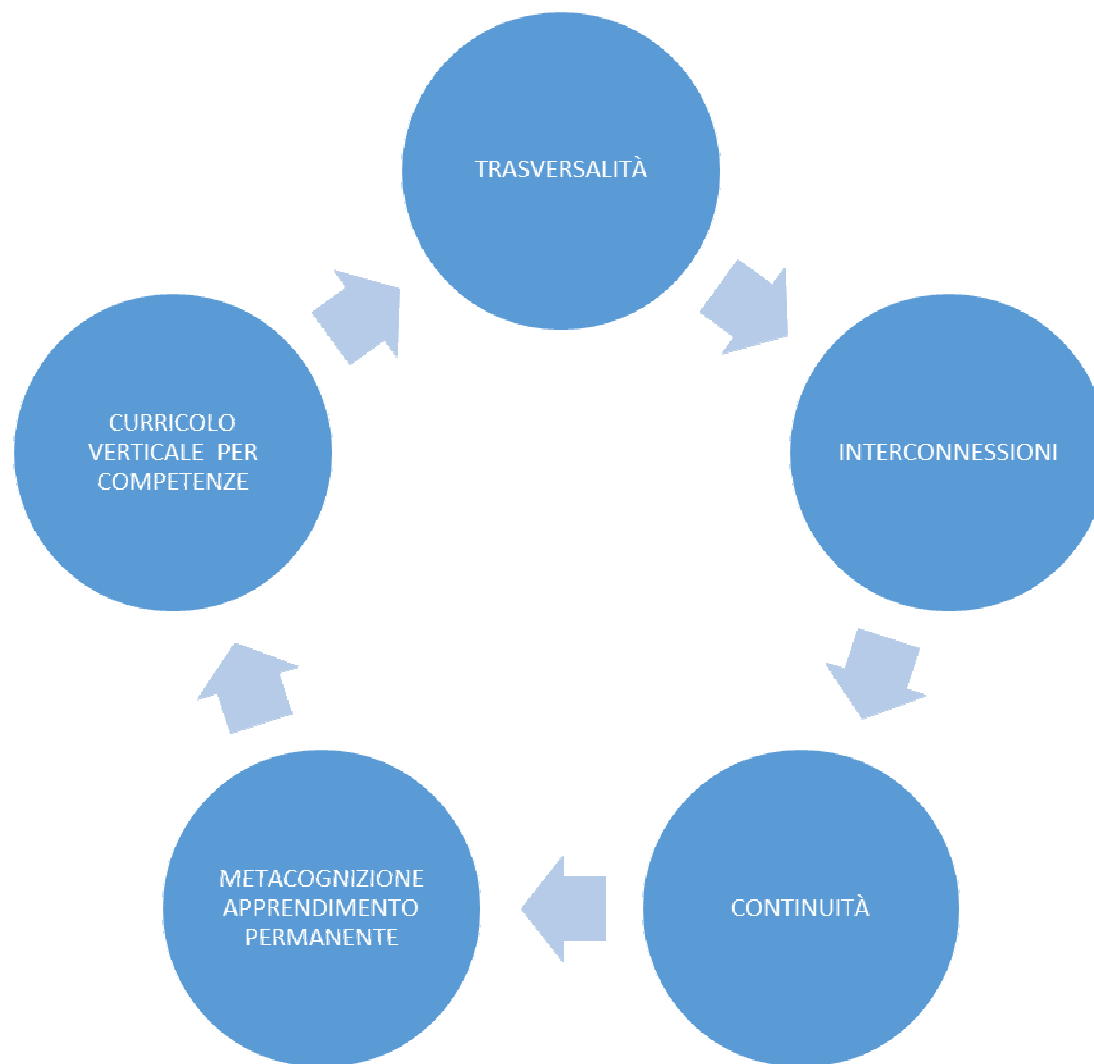 TRASVERSALITÀ
INTERCONNESSIONI
CONTINUITÀ
METACOGNIZIONE
APPRENDIMENTO
PERMANENTE
CURRICOLO
VERTICALE PER
COMPETENZE